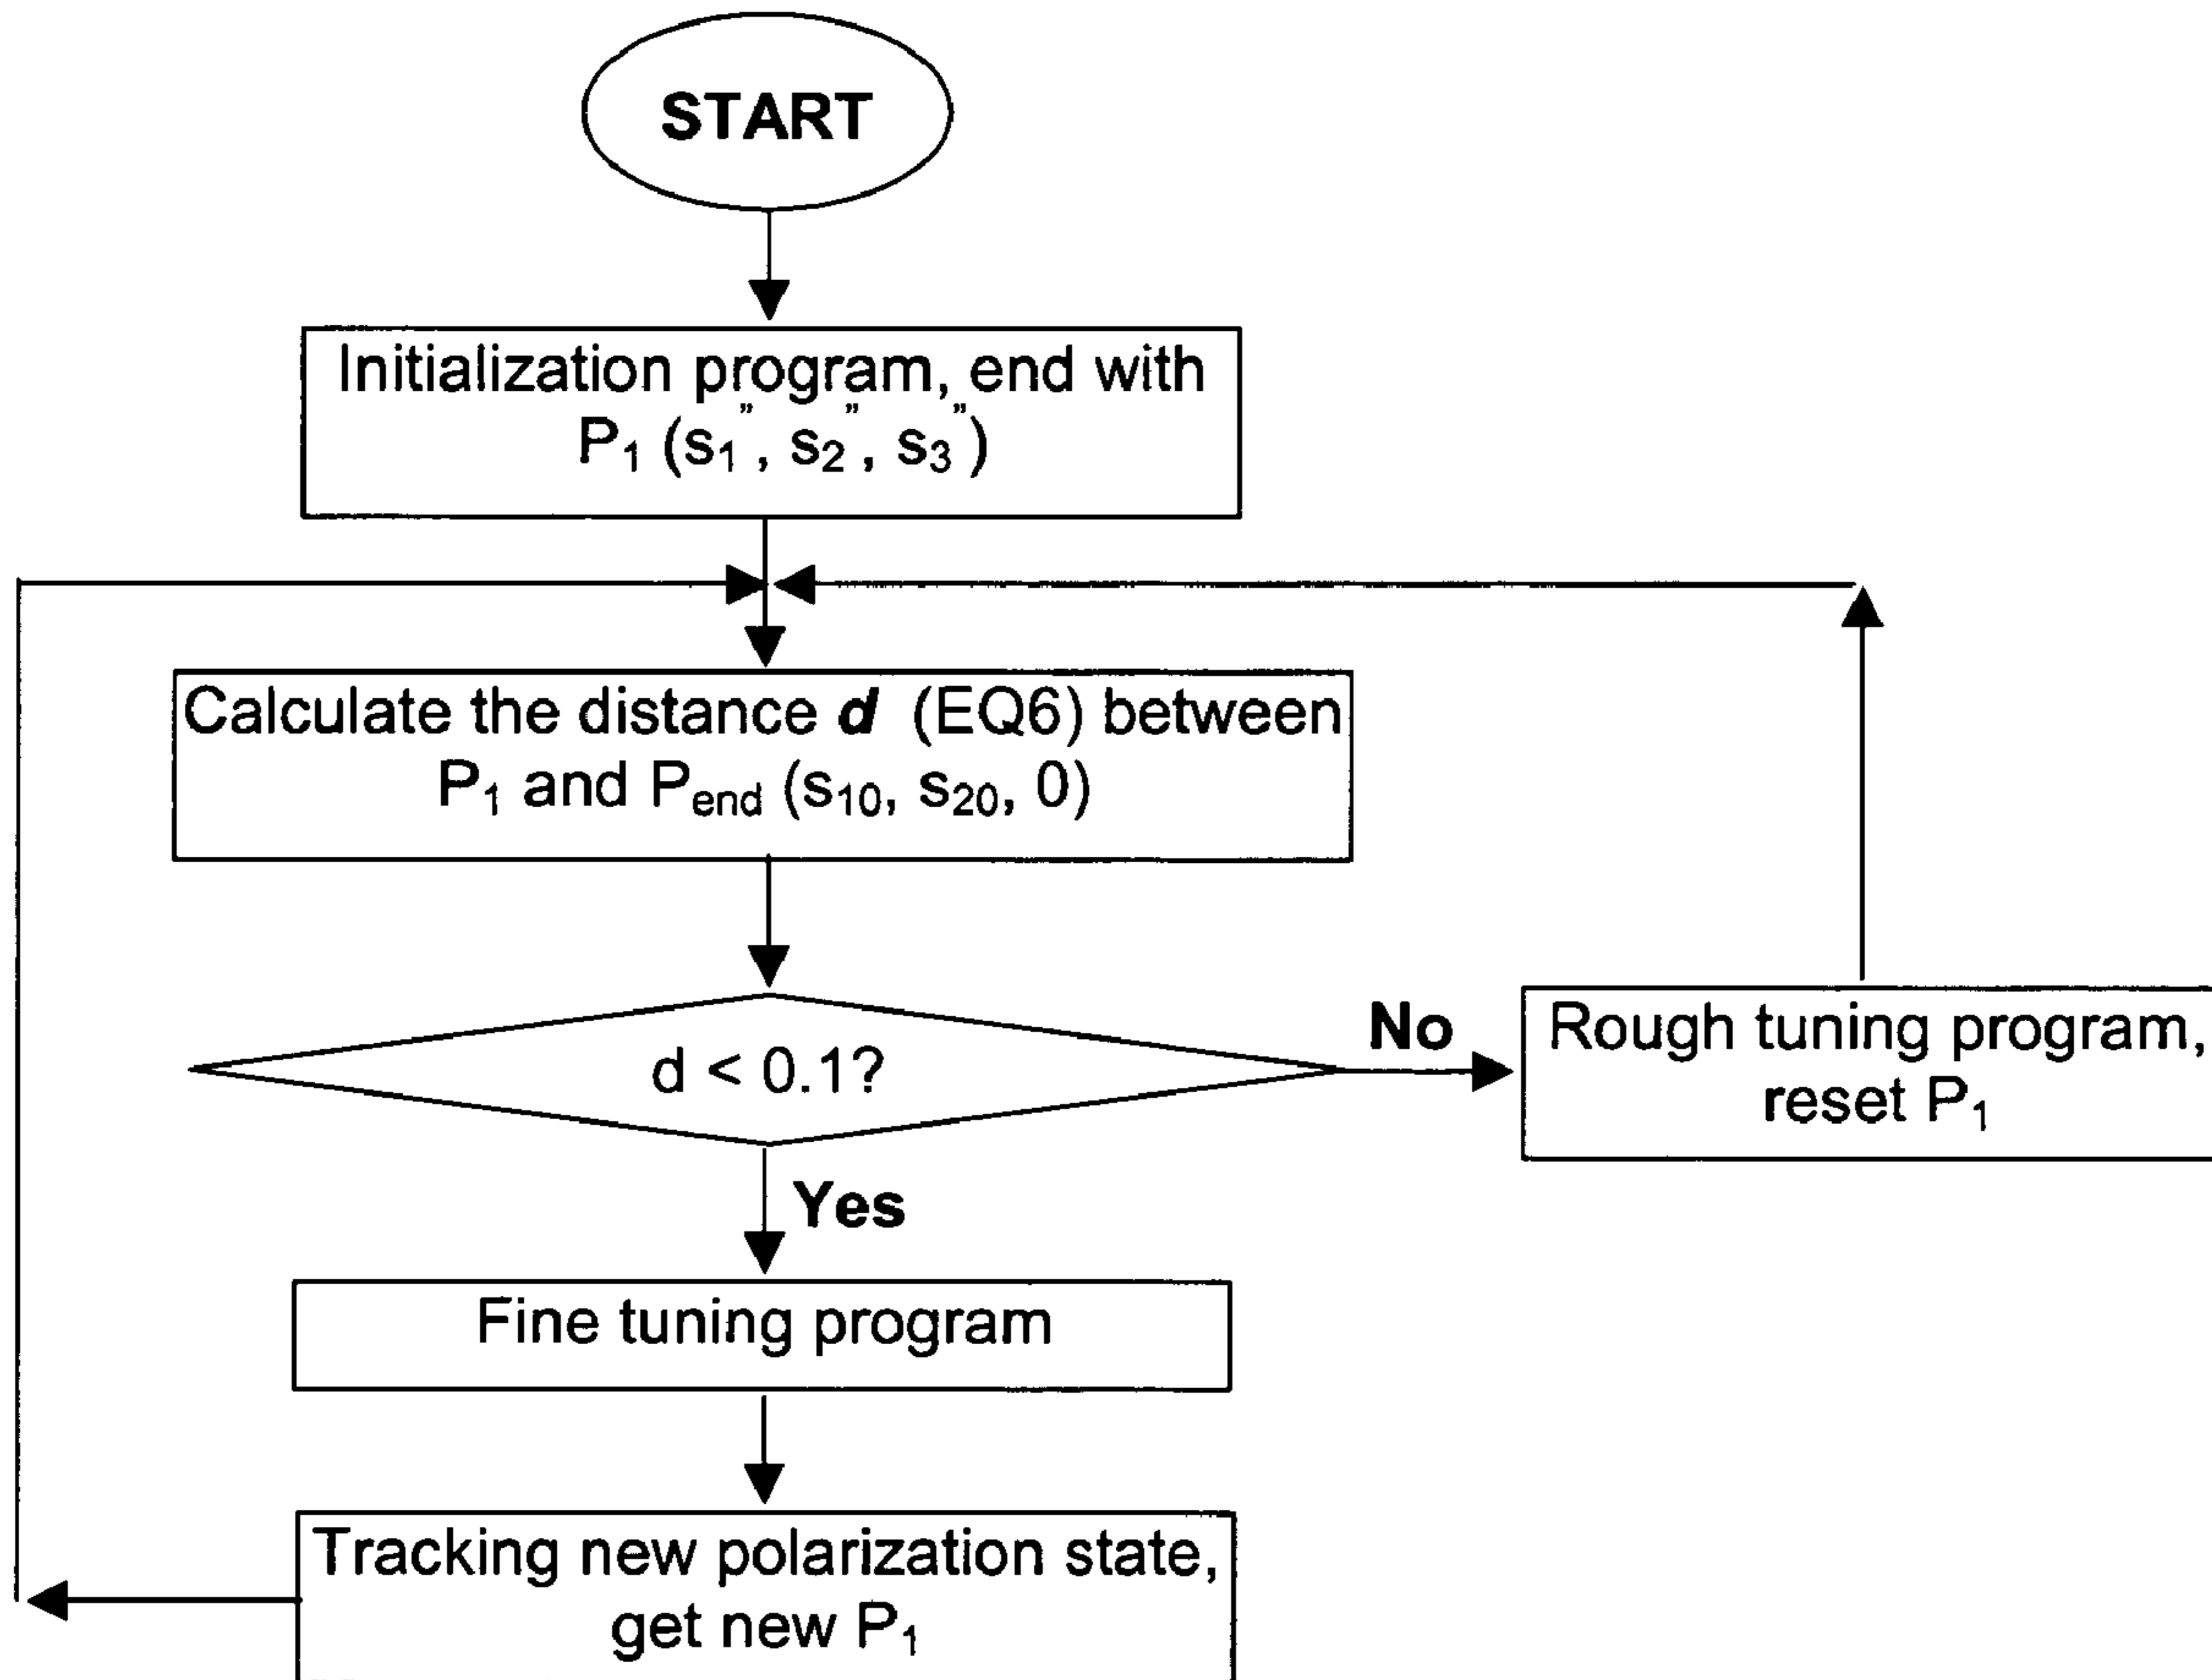 START
Initialization program, end with
P₁ (s₁”, s₂”, s₃”)
Calculate the distance d (EQ6) between
P₁ and Pₑₙd (s₁₀, s₂₀, 0)
d < 0.1?
No
Rough tuning program,
reset P₁
Yes
Fine tuning program
Tracking new polarization state,
get new P₁